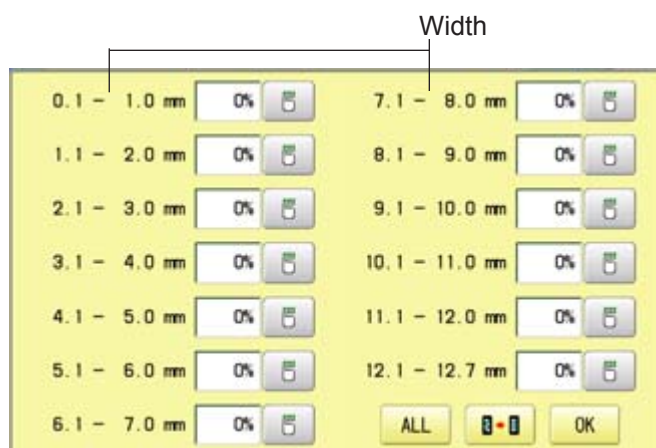 Width
0.1 - 1.0 mm 0% 7.1 - 8.0 mm 0%
1.1 - 2.0 mm 0% 8.1 - 9.0 mm 0%
2.1 - 3.0 mm 0% 9.1 - 10.0 mm 0%
3.1 - 4.0 mm 0% 10.1 - 11.0 mm 0%
4.1 - 5.0 mm 0% 11.1 - 12.0 mm 0%
5.1 - 6.0 mm 0% 12.1 - 12.7 mm 0%
6.1 - 7.0 mm 0% ALL OK